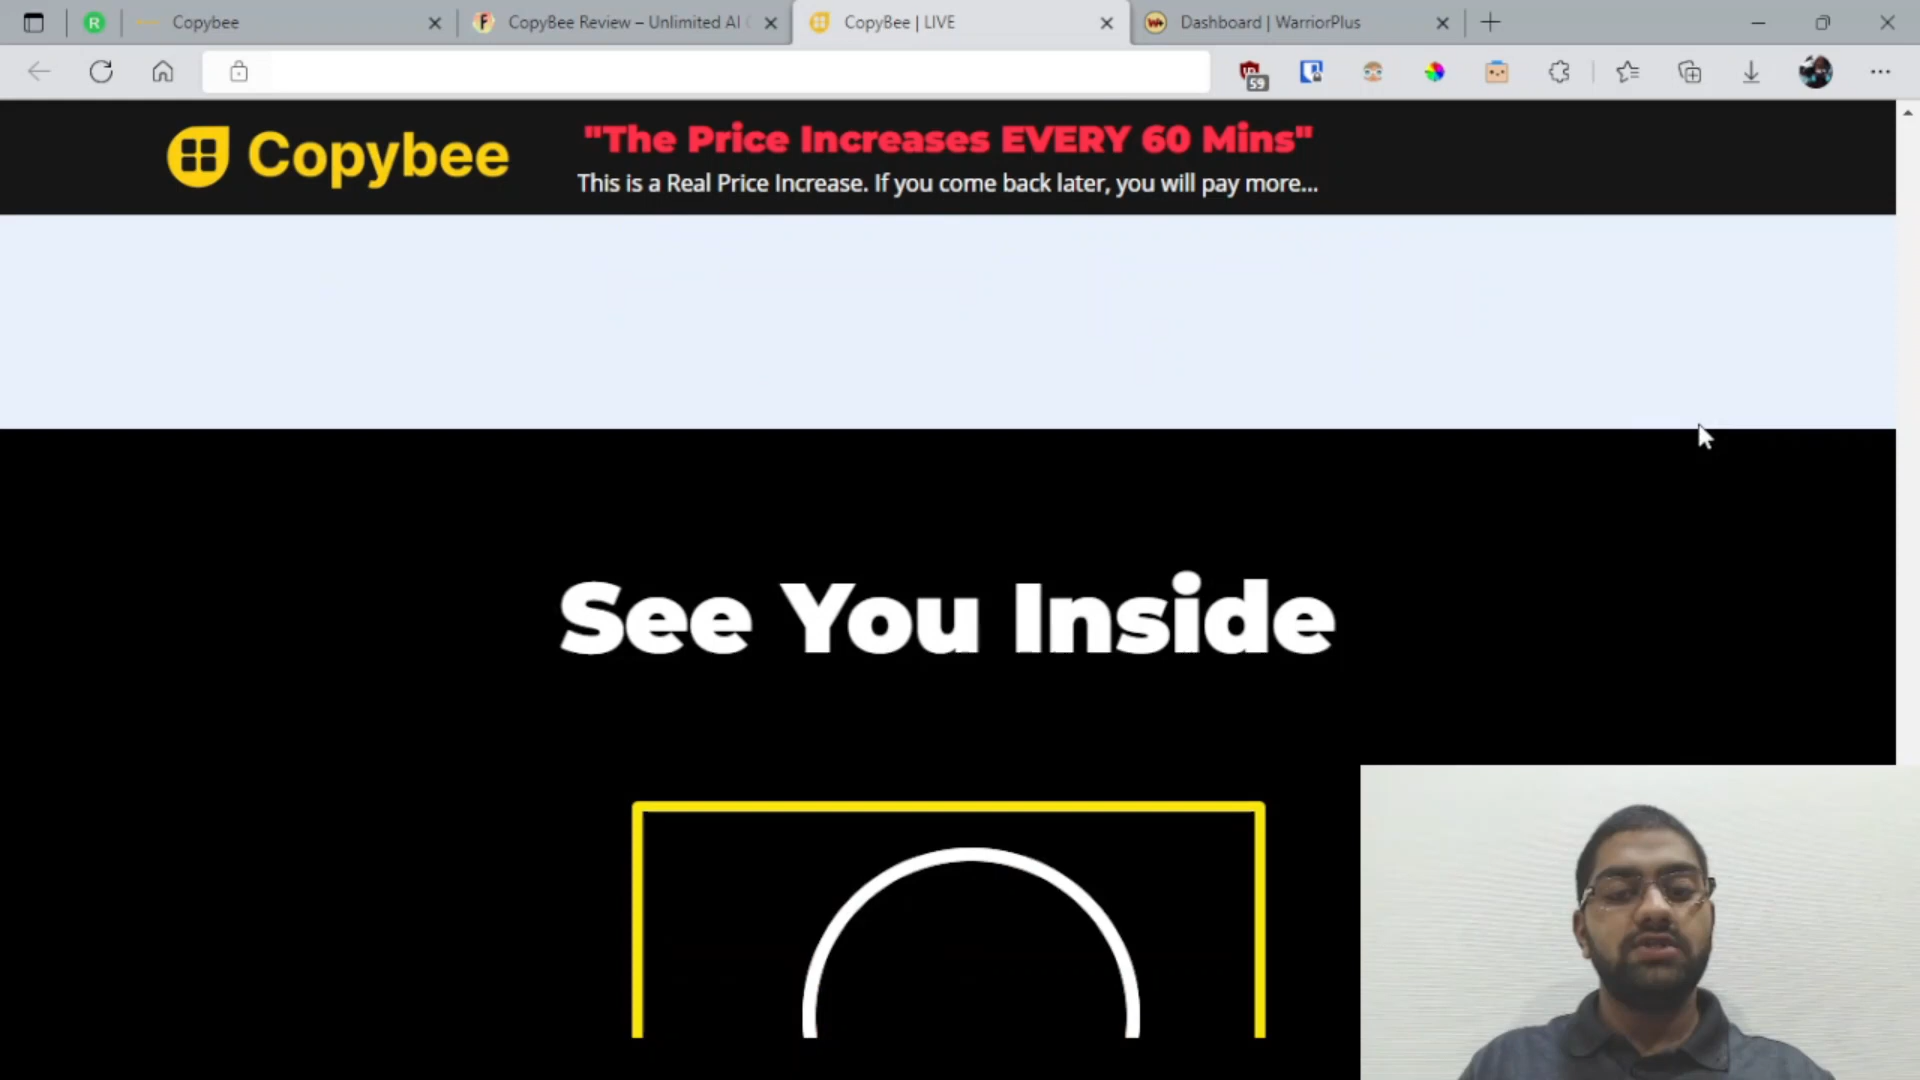 Copybee
CopyBee Review – Unlimited AI
CopyBee | LIVE
Dashboard | WarriorPlus
R
F
W+
59
Copybee
"The Price Increases EVERY 60 Mins"
This is a Real Price Increase. If you come back later, you will pay more...
See You Inside